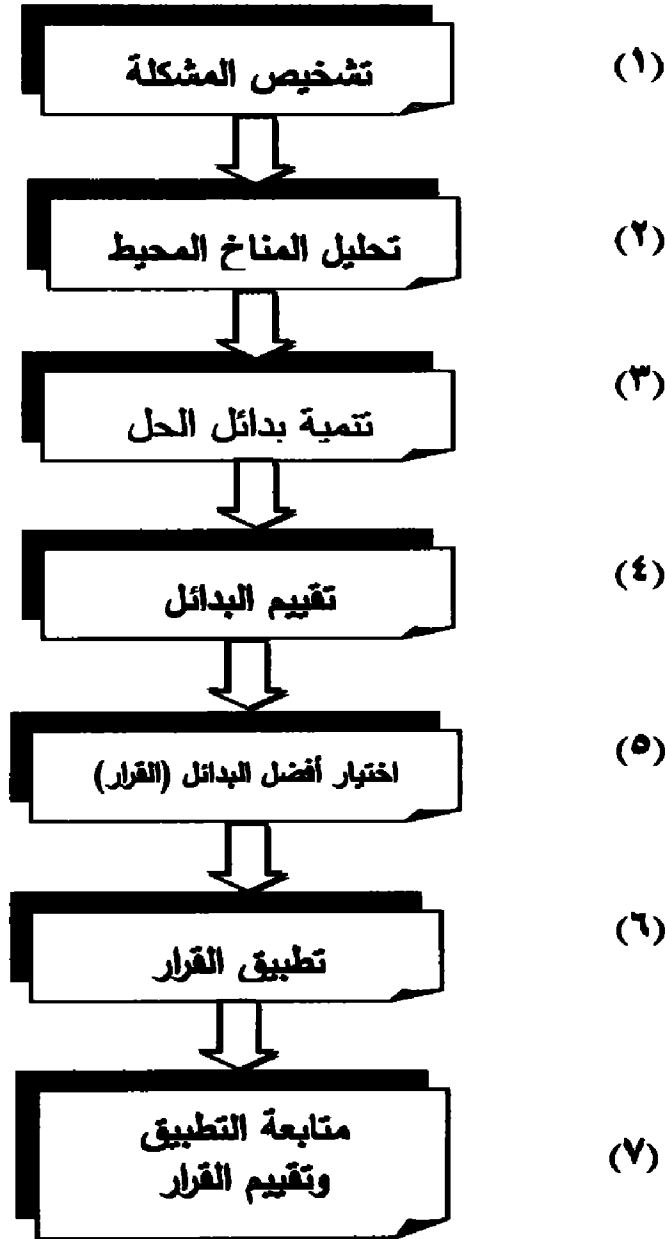 تشخيص المشكلة (١)
تحليل المناخ المحيط (٢)
تنمية بدائل الحل (٣)
تقييم البدائل (٤)
اختيار أفضل البدائل (القرار) (٥)
تطبيق القرار (٦)
متابعة التطبيق
وتقييم القرار (٧)